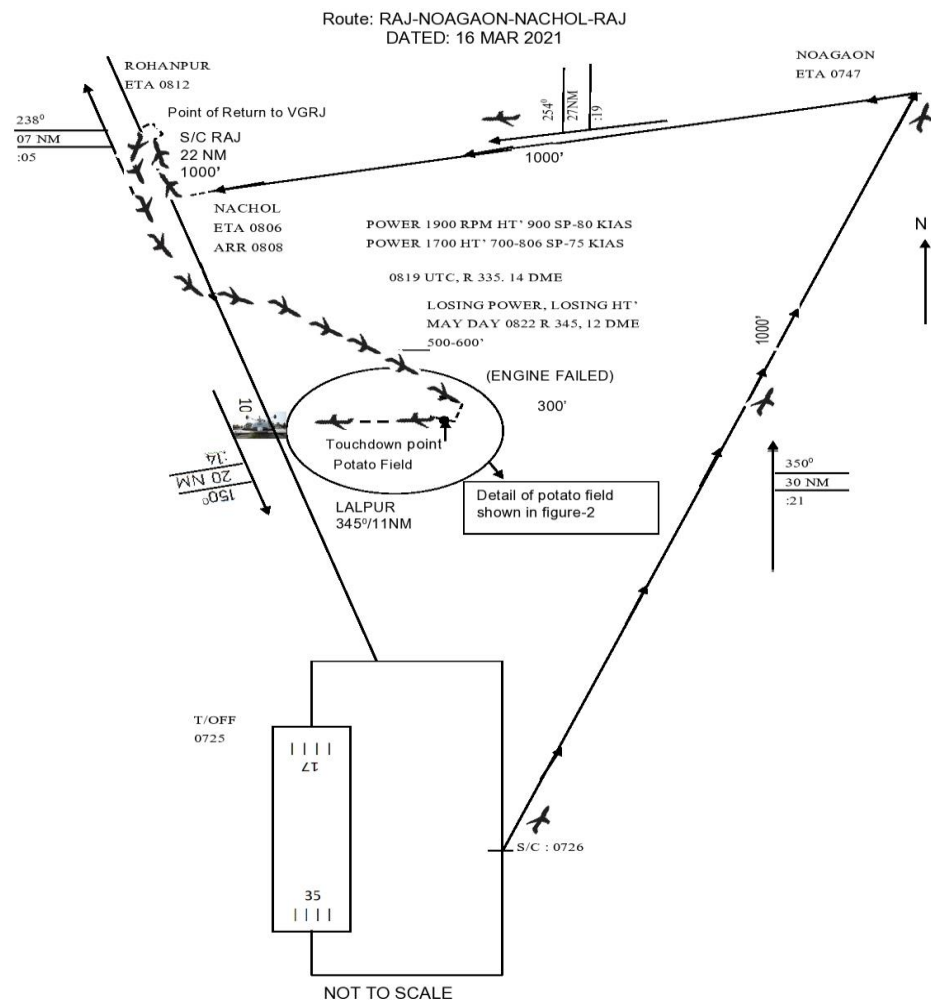 Route: RAJ-NOAGAON-NACHOL-RAJ
DATED: 16 MAR 2021
ROHANPUR
ETA 0812
NOAGAON
ETA 0747
238⁰
07 NM
:05
Point of Return to VGRJ
S/C RAJ
22 NM
1000'
254⁰
27NM
:19
1000'
NACHOL
ETA 0806
ARR 0808
POWER 1900 RPM HT' 900 SP-80 KIAS
POWER 1700 HT' 700-806 SP-75 KIAS
N
0819 UTC, R 335. 14 DME
LOSING POWER, LOSING HT'
MAY DAY 0822 R 345, 12 DME
500-600'
1000'
(ENGINE FAILED)
300'
10
Touchdown point
Potato Field
150⁰
20 NM
:14
350⁰
30 NM
:21
LALPUR
345⁰/11NM
Detail of potato field
shown in figure-2
T/OFF
0725
17
S/C : 0726
35
NOT TO SCALE